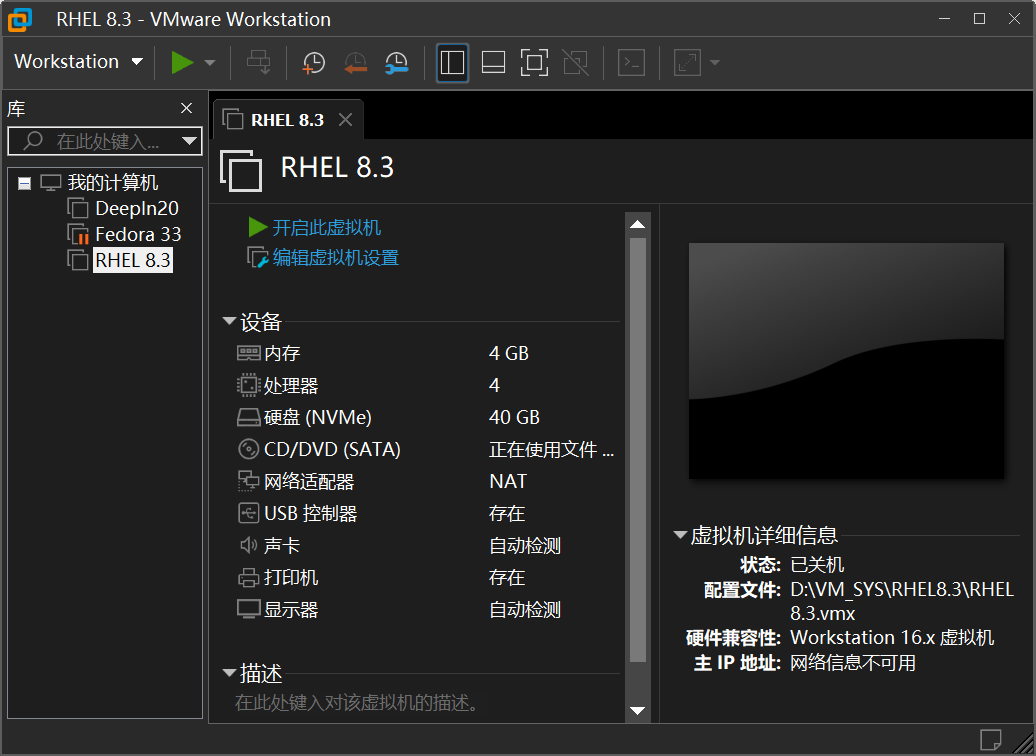 RHEL 8.3 - VMware Workstation
Workstation
库
在此处键入...
我的计算机
DeepIn20
Fedora 33
RHEL 8.3
RHEL 8.3
RHEL 8.3
开启此虚拟机
编辑虚拟机设置
设备
内存 4 GB
处理器 4
硬盘 (NVMe) 40 GB
CD/DVD (SATA) 正在使用文件 ...
网络适配器 NAT
USB 控制器 存在
声卡 自动检测
打印机 存在
显示器 自动检测
描述
在此处键入对该虚拟机的描述。
虚拟机详细信息
状态: 已关机
配置文件: D:\VM_SYS\RHEL8.3\RHEL
8.3.vmx
硬件兼容性: Workstation 16.x 虚拟机
主 IP 地址: 网络信息不可用